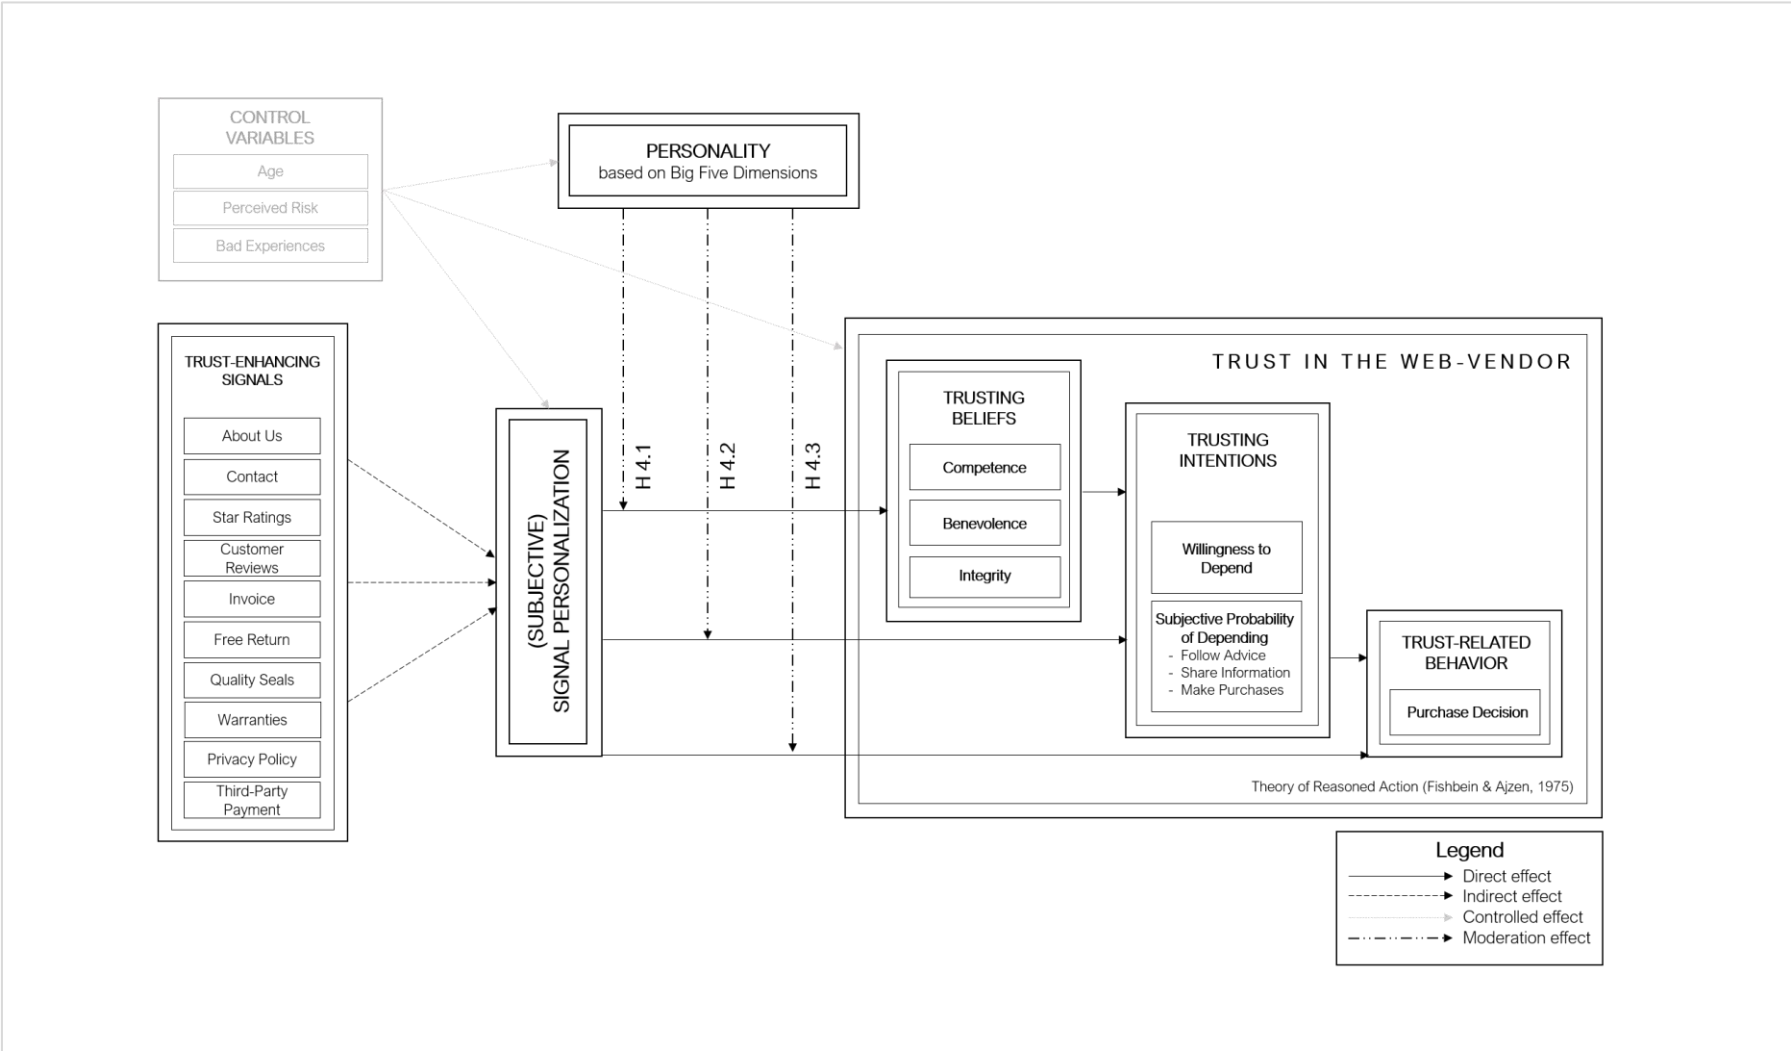 CONTROL
VARIABLES
Age
Perceived Risk
Bad Experiences
PERSONALITY
based on Big Five Dimensions
TRUST-ENHANCING
SIGNALS
About Us
Contact
Star Ratings
Customer
Reviews
Invoice
Free Return
Quality Seals
Warranties
Privacy Policy
Third-Party
Payment
(SUBJECTIVE)
SIGNAL PERSONALIZATION
H 4.1
H 4.2
H 4.3
TRUST IN THE WEB-VENDOR
TRUSTING
BELIEFS
Competence
Benevolence
Integrity
TRUSTING
INTENTIONS
Willingness to
Depend
Subjective Probability
of Depending
- Follow Advice
- Share Information
- Make Purchases
TRUST-RELATED
BEHAVIOR
Purchase Decision
Theory of Reasoned Action (Fishbein & Ajzen, 1975)
Legend
Direct effect
Indirect effect
Controlled effect
Moderation effect